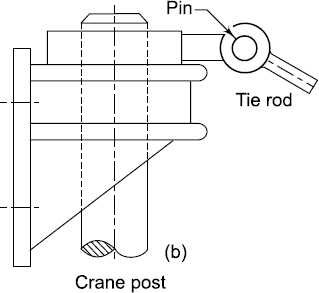 Pin
Tie rod
(b)
Crane post